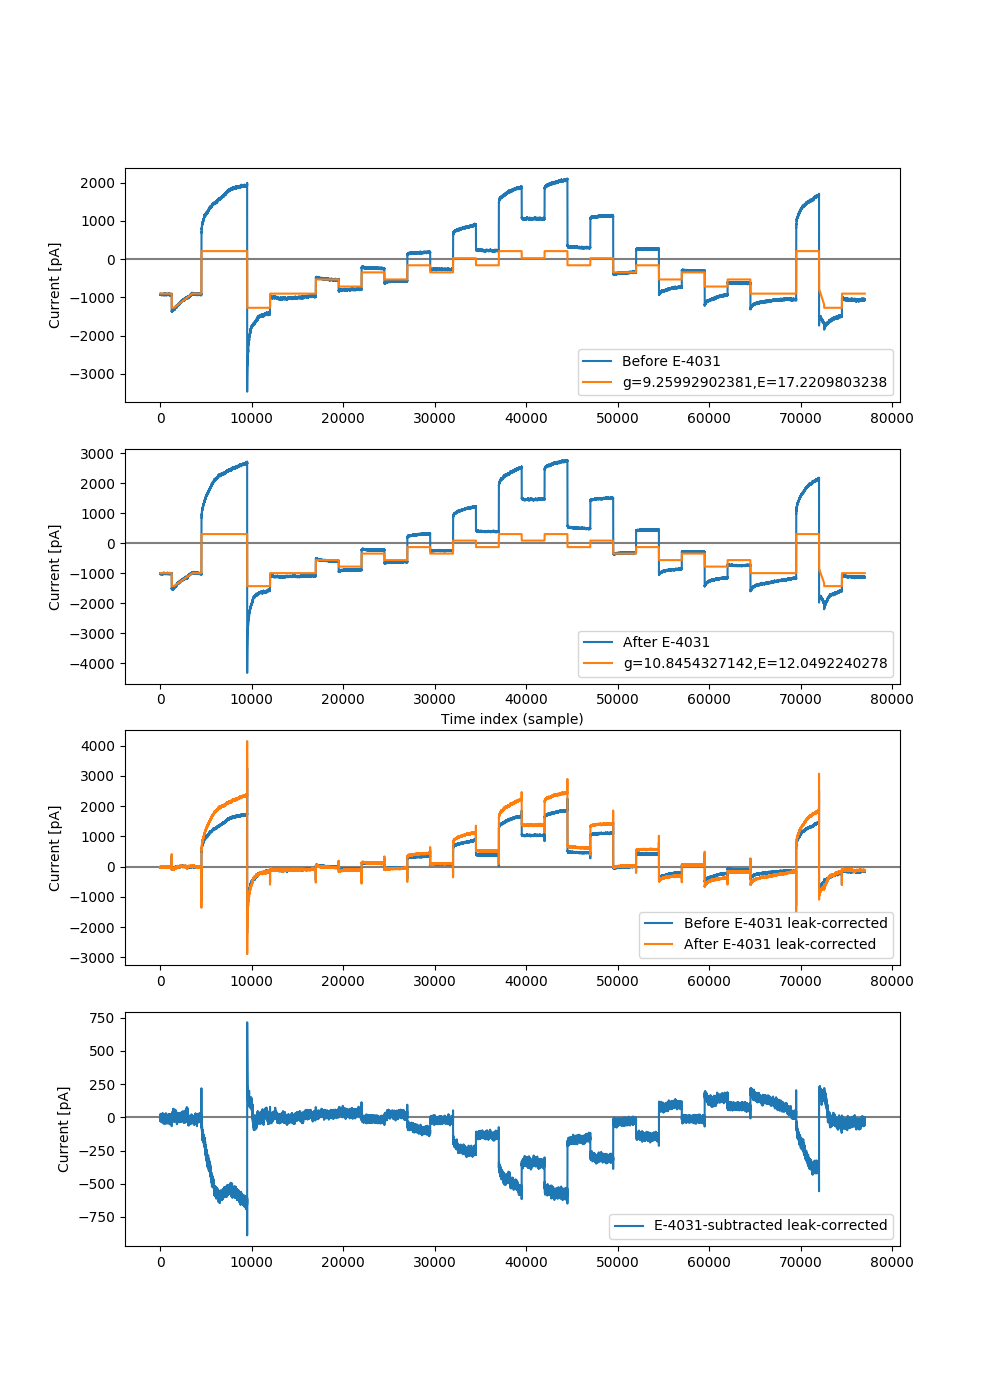 2000
1000
0
−1000
−2000
−3000
Current [pA]
Before E-4031
g=9.25992902381,E=17.2209803238
0 10000 20000 30000 40000 50000 60000 70000 80000
3000
2000
1000
0
−1000
−2000
−3000
−4000
Current [pA]
After E-4031
g=10.8454327142,E=12.0492240278
0 10000 20000 30000 40000 50000 60000 70000 80000
Time index (sample)
4000
3000
2000
1000
0
−1000
−2000
−3000
Current [pA]
Before E-4031 leak-corrected
After E-4031 leak-corrected
0 10000 20000 30000 40000 50000 60000 70000 80000
750
500
250
0
−250
−500
−750
Current [pA]
E-4031-subtracted leak-corrected
0 10000 20000 30000 40000 50000 60000 70000 80000